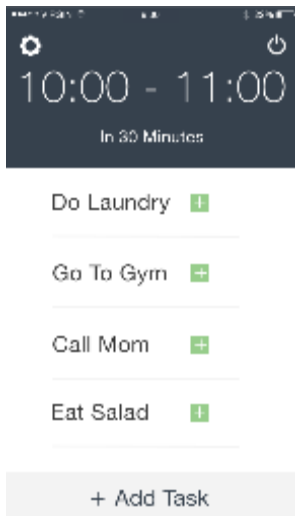 10:00 - 11:00
In 30 Minutes
Do Laundry +
Go To Gym +
Call Mom +
Eat Salad +
+ Add Task